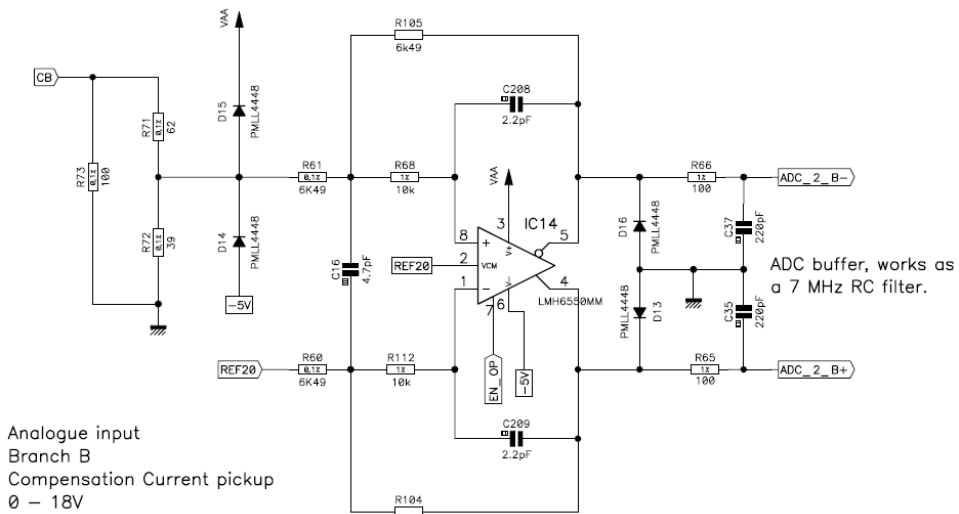 R105
6k49
VAA
C208
2.2pF
CB
D15
PMLL4448
R71
0,1%
62
R73
0,1%
100
R61
0,1%
6K49
R68
1%
10k
VAA
R66
1%
100
ADC_2_B-
IC14
3
V+
8
+
5
2
VCM
REF20
4
1
-
V-
6
7
LMH6550MM
D16
PMLL4448
C37
220pF
R72
0,1%
39
D14
PMLL4448
-5V
C16
4.7pF
ADC buffer, works as
a 7 MHz RC filter.
PMLL4448
D13
C35
220pF
REF20
R60
0,1%
6K49
R112
1%
10k
EN_OP
-5V
R65
1%
100
ADC_2_B+
C209
2.2pF
Analogue input
Branch B
Compensation Current pickup
0 - 18V
R104